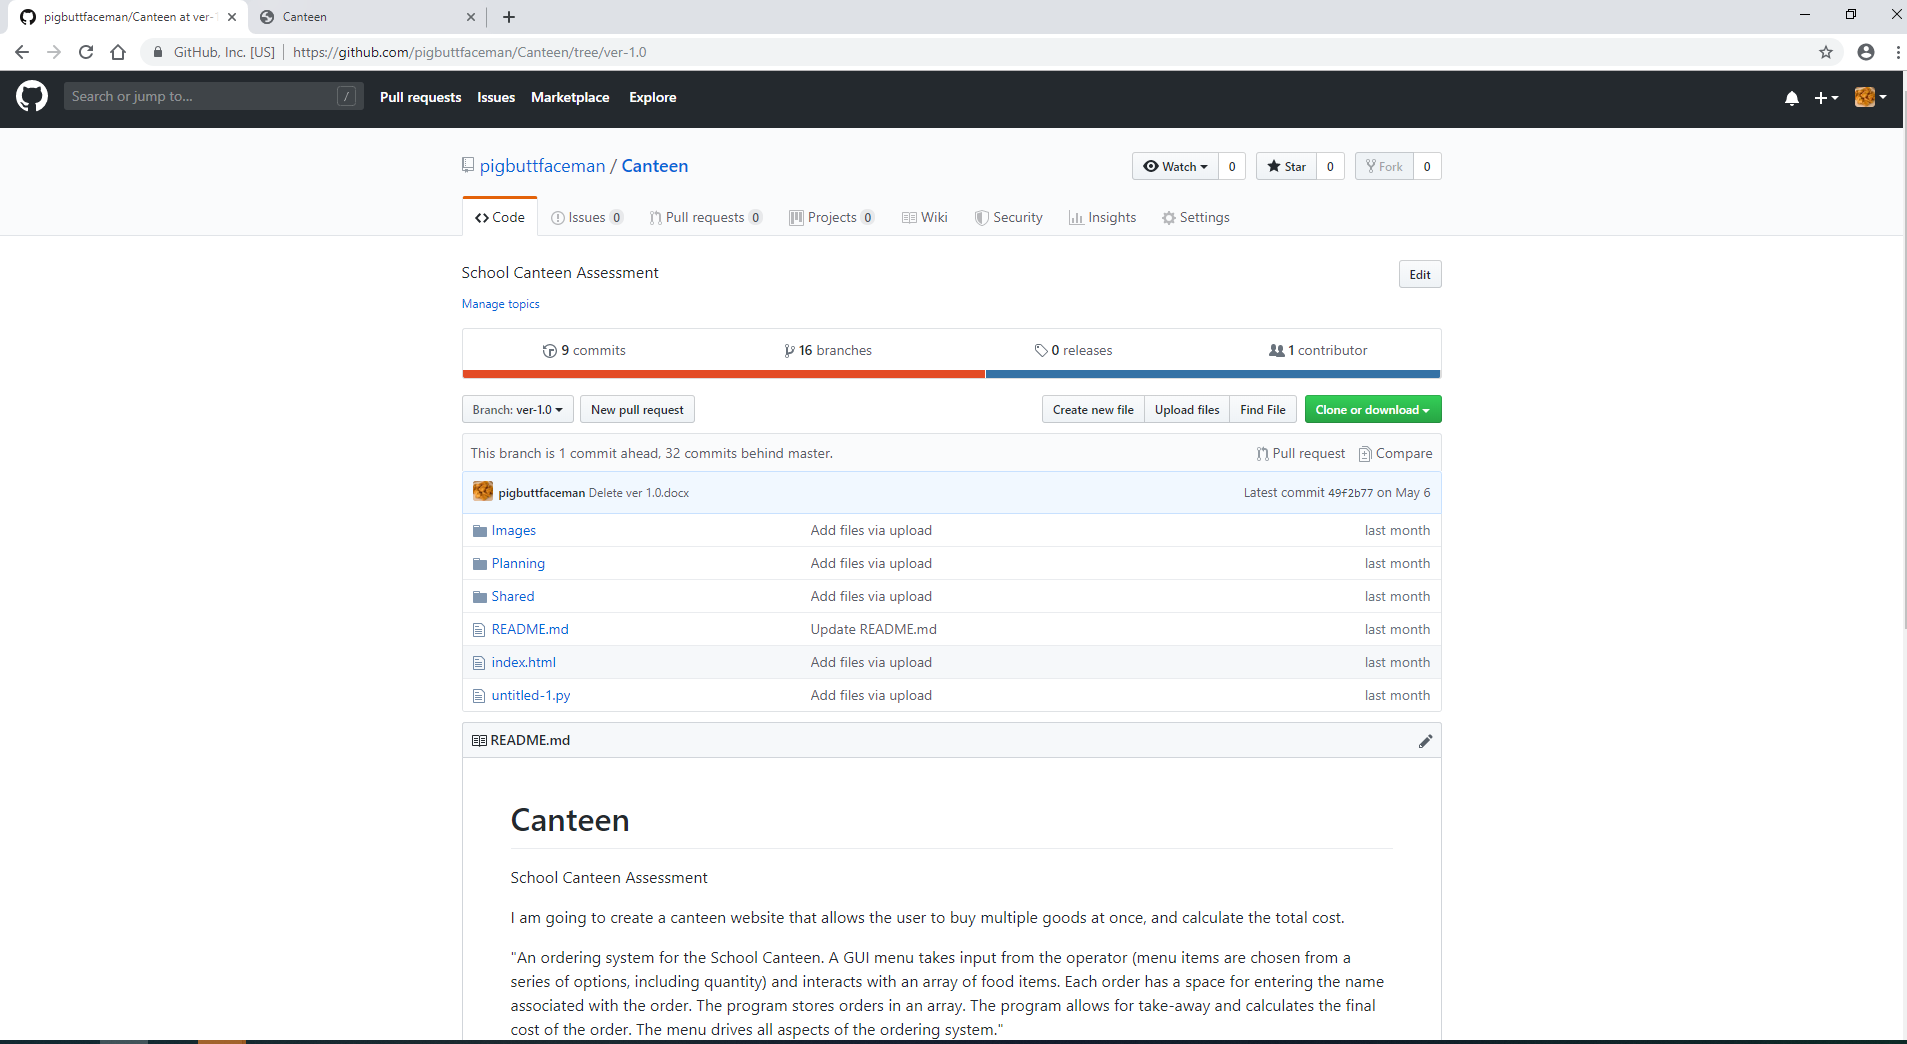 pigbuttfaceman/Canteen at ver-1
Canteen
GitHub, Inc. [US] https://github.com/pigbuttfaceman/Canteen/tree/ver-1.0
Search or jump to... /
Pull requests Issues Marketplace Explore
pigbuttfaceman / Canteen
Watch 0 Star 0 Fork 0
Code Issues 0 Pull requests 0 Projects 0 Wiki Security Insights Settings
School Canteen Assessment
Edit
Manage topics
9 commits 16 branches 0 releases 1 contributor
Branch: ver-1.0 New pull request Create new file Upload files Find File Clone or download
This branch is 1 commit ahead, 32 commits behind master. Pull request Compare
pigbuttfaceman Delete ver 1.0.docx Latest commit 49f2b77 on May 6
Images Add files via upload last month
Planning Add files via upload last month
Shared Add files via upload last month
README.md Update README.md last month
index.html Add files via upload last month
untitled-1.py Add files via upload last month
README.md
Canteen
School Canteen Assessment
I am going to create a canteen website that allows the user to buy multiple goods at once, and calculate the total cost.
"An ordering system for the School Canteen. A GUI menu takes input from the operator (menu items are chosen from a
series of options, including quantity) and interacts with an array of food items. Each order has a space for entering the name
associated with the order. The program stores orders in an array. The program allows for take-away and calculates the final
cost of the order. The menu drives all aspects of the ordering system."